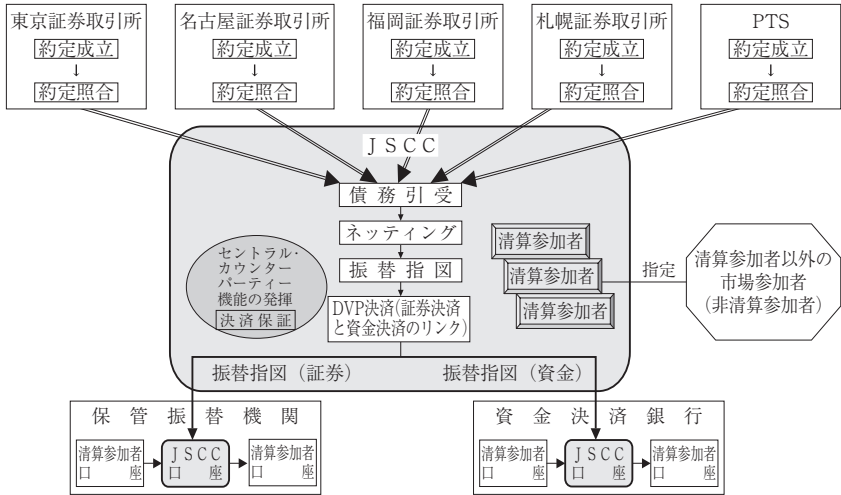 東京証券取引所
約定成立
↓
約定照合
名古屋証券取引所
約定成立
↓
約定照合
福岡証券取引所
約定成立
↓
約定照合
札幌証券取引所
約定成立
↓
約定照合
PTS
約定成立
↓
約定照合
JSCC
債務引受
ネッティング
振替指図
DVP決済(証券決済
と資金決済のリンク)
セントラル・
カウンター
パーティー
機能の発揮
決済保証
清算参加者
清算参加者
清算参加者
指定
清算参加者以外の
市場参加者
(非清算参加者)
振替指図(証券)
振替指図(資金)
保管振替機関
清算参加者
口座
JSCC
口座
清算参加者
口座
資金決済銀行
清算参加者
口座
JSCC
口座
清算参加者
口座